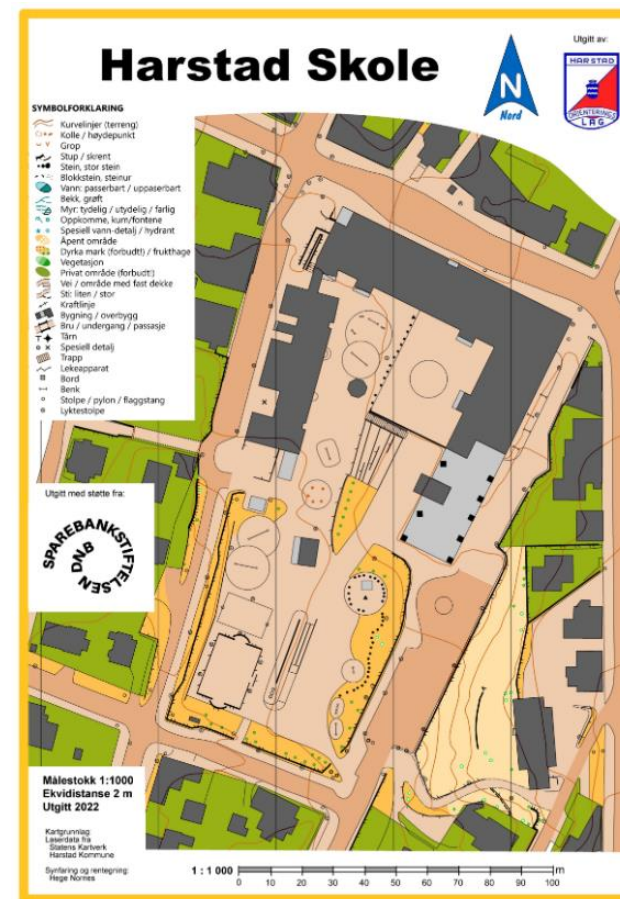 Harstad Skole
N
Nord
Utgitt av:
HARSTAD
ORIENTERINGS
LAG
SYMBOLFORKLARING
Kurvelinjer (terreng)
Kolle / høydepunkt
Grop
Stup / skrent
Stein, stor stein
Blokkstein, steinur
Vann: passerbart / uppaserbart
Bekk, grøft
Myr: tydelig / utydelig / farlig
Oppkomme, kum/fontene
Spesiell vann-detalj / hydrant
Åpent område
Dyrka mark (forbudt!) / frukthage
Vegetasjon
Privat område (forbudt!)
Vei / område med fast dekke
Sti: liten / stor
Kraftlinje
Bygning / overbygg
Bru / undergang / passasje
Tårn
Spesiell detalj
Trapp
Lekeapparat
Bord
Benk
Stolpe / pylon / flaggstang
Lyktestolpe
Utgitt med støtte fra:
SPAREBANKSTIFTELSEN
DNB
Målestokk 1:1000
Ekvidistanse 2 m
Utgitt 2022
Kartgrunnlag:
Laserdata fra
Statens Kartverk
Harstad Kommune
Synfaring og rentegning:
Hege Nornes
1 : 1 000
0 10 20 30 40 50 60 70 80 90 100 m